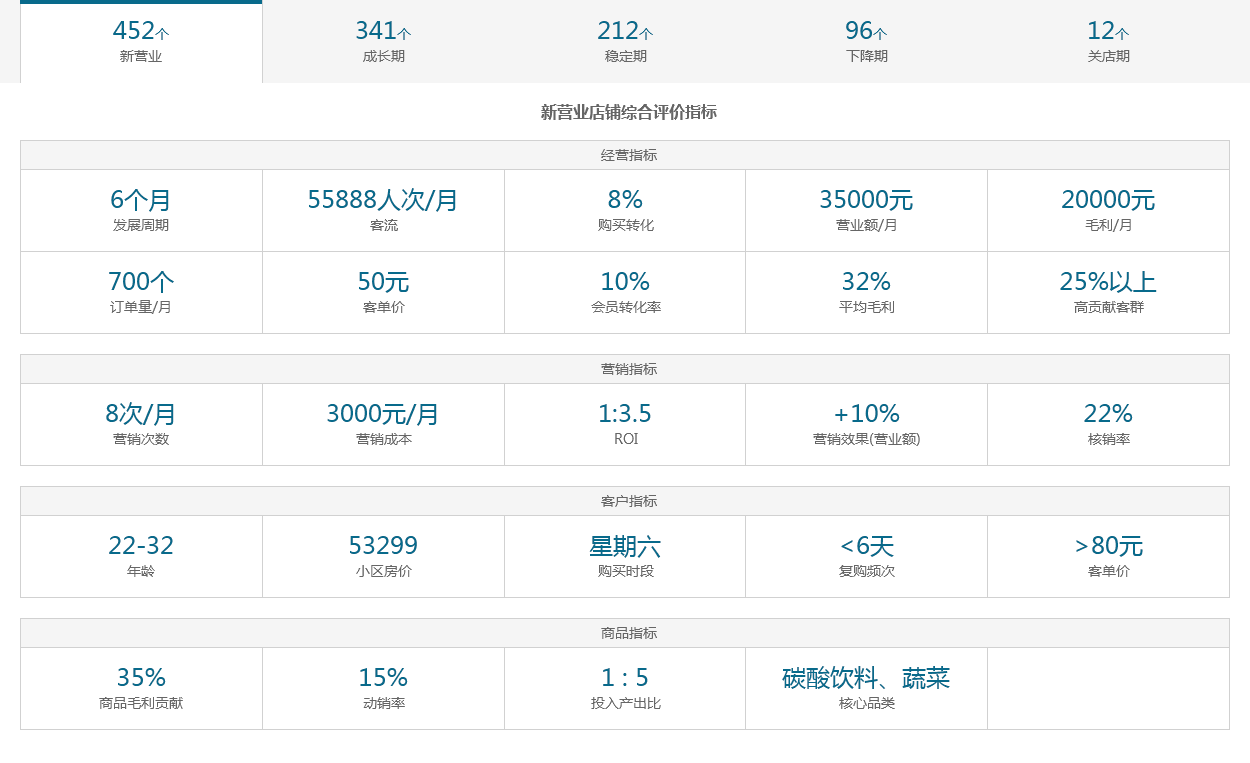 452个 341个 212个 96个 12个
新营业 成长期 稳定期 下降期 关店期
新营业店铺综合评价指标
经营指标
6个月 55888人次/月 8% 35000元 20000元
发展周期 客流 购买转化 营业额/月 毛利/月
700个 50元 10% 32% 25%以上
订单量/月 客单价 会员转化率 平均毛利 高贡献客群
营销指标
8次/月 3000元/月 1:3.5 +10% 22%
营销次数 营销成本 ROI 营销效果(营业额) 核销率
客户指标
22-32 53299 星期六 <6天 >80元
年龄 小区房价 购买时段 复购频次 客单价
商品指标
35% 15% 1：5 碳酸饮料、蔬菜
商品毛利贡献 动销率 投入产出比 核心品类